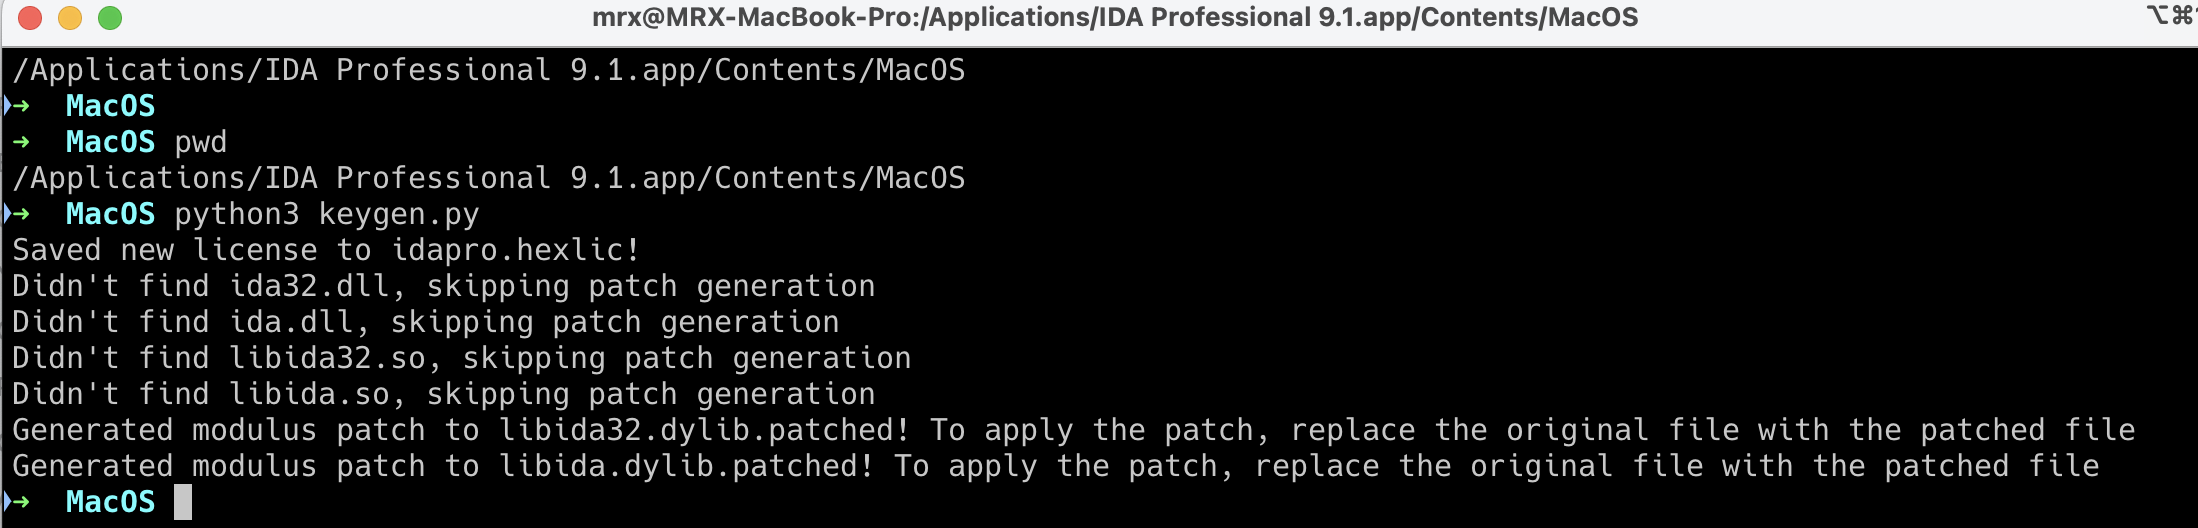 mrx@MRX-MacBook-Pro:/Applications/IDA Professional 9.1.app/Contents/MacOS
/Applications/IDA Professional 9.1.app/Contents/MacOS
➜  MacOS
➜  MacOS pwd
/Applications/IDA Professional 9.1.app/Contents/MacOS
➜  MacOS python3 keygen.py
Saved new license to idapro.hexlic!
Didn't find ida32.dll, skipping patch generation
Didn't find ida.dll, skipping patch generation
Didn't find libida32.so, skipping patch generation
Didn't find libida.so, skipping patch generation
Generated modulus patch to libida32.dylib.patched! To apply the patch, replace the original file with the patched file
Generated modulus patch to libida.dylib.patched! To apply the patch, replace the original file with the patched file
➜  MacOS